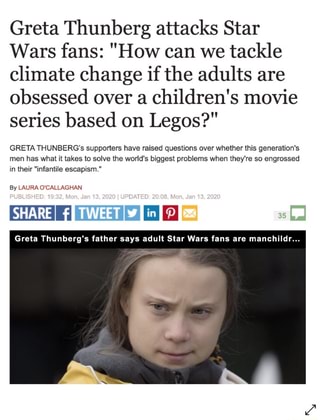 Greta Thunberg attacks Star
Wars fans: "How can we tackle
climate change if the adults are
obsessed over a children's movie
series based on Legos?"
GRETA THUNBERG's supporters have raised questions over whether this generation's
men has what it takes to solve the world's biggest problems when they're so engrossed
in their "infantile escapism."
By LAURA O'CALLAGHAN
PUBLISHED: 19:32, Mon, Jan 13, 2020 | UPDATED: 20:08, Mon, Jan 13, 2020
SHARE f TWEET in 35
Greta Thunberg's father says adult Star Wars fans are manchildr...